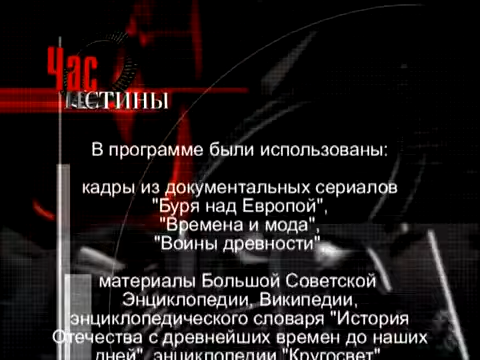 Час
ИСТИНЫ
В программе были использованы:
кадры из документальных сериалов
"Буря над Европой",
"Времена и мода",
"Воины древности"
материалы Большой Советской
Энциклопедии, Википедии,
энциклопедического словаря "История
Отечества с древнейших времен до наших
дней", энциклопедии "Кругосвет"